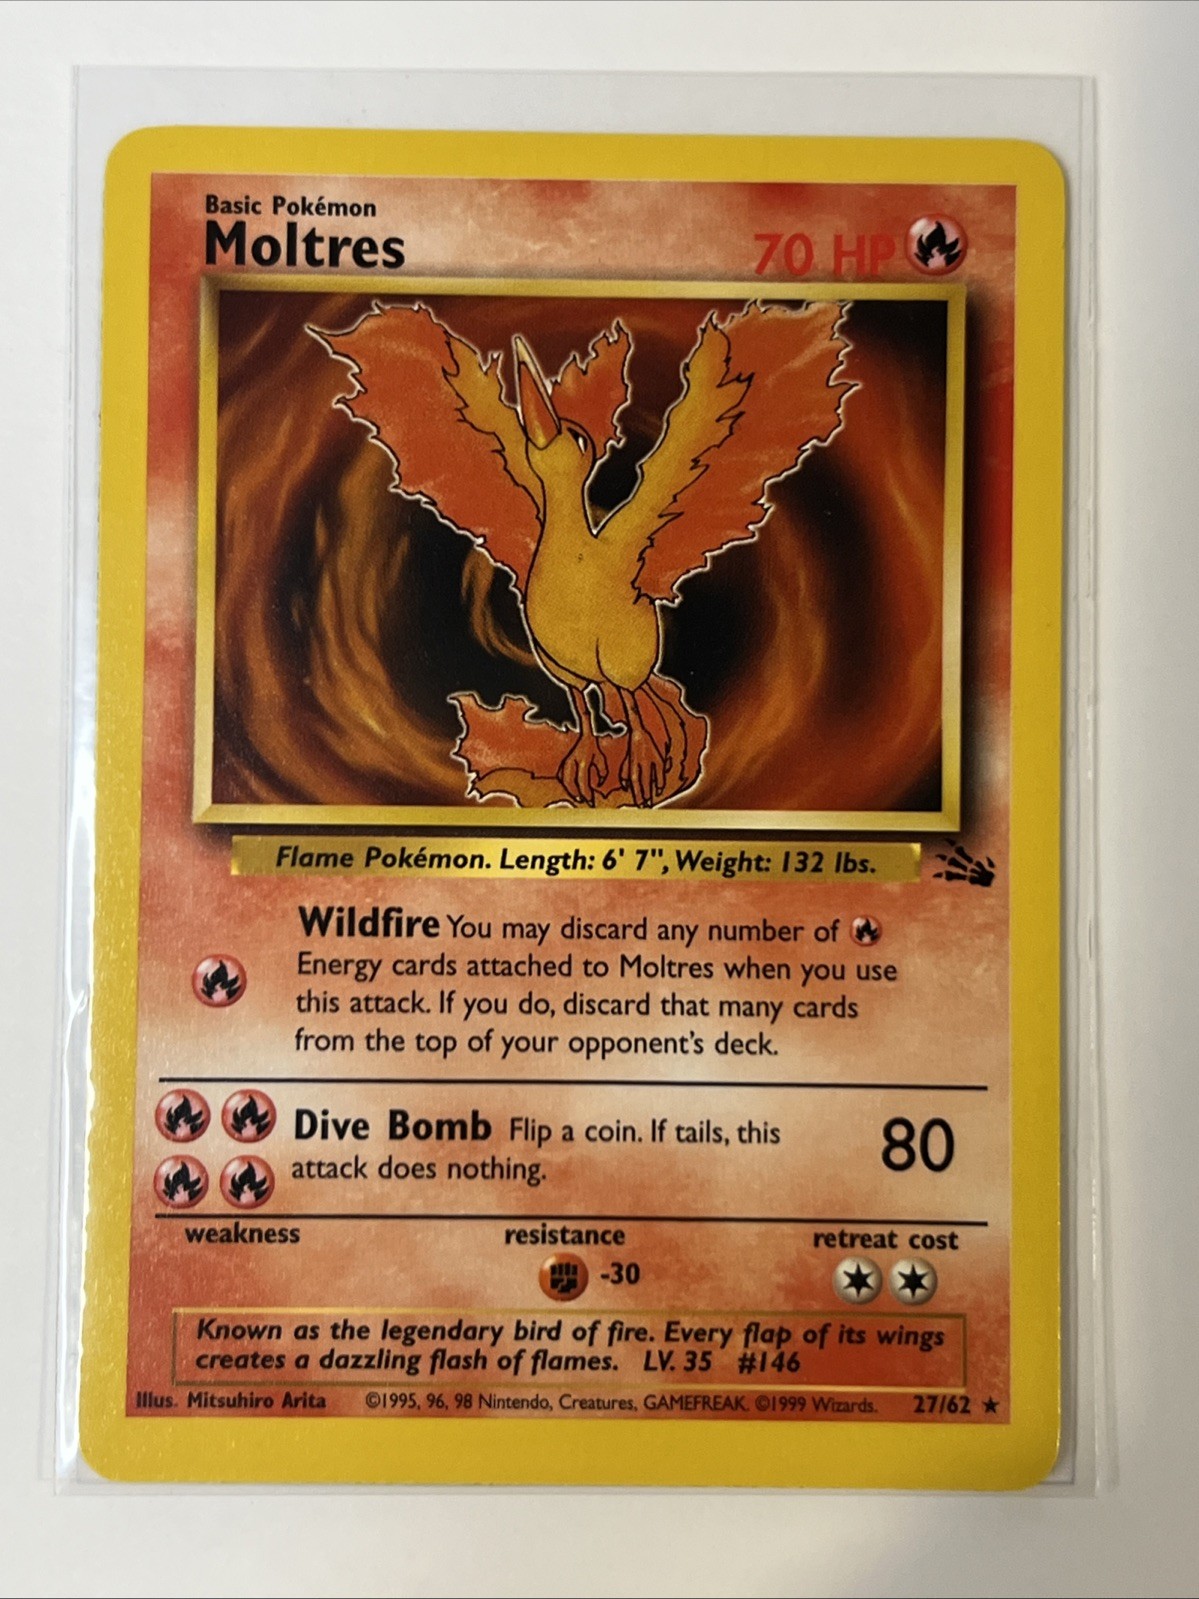 Basic Pokémon
Moltres
70 HP
Flame Pokémon. Length: 6' 7", Weight: 132 lbs.
Wildfire You may discard any number of
Energy cards attached to Moltres when you use
this attack. If you do, discard that many cards
from the top of your opponent's deck.
Dive Bomb Flip a coin. If tails, this
attack does nothing.
80
weakness resistance retreat cost
-30
Known as the legendary bird of fire. Every flap of its wings
creates a dazzling flash of flames. LV. 35 #146
Illus. Mitsuhiro Arita ©1995, 96, 98 Nintendo, Creatures, GAMEFREAK. ©1999 Wizards. 27/62 ★